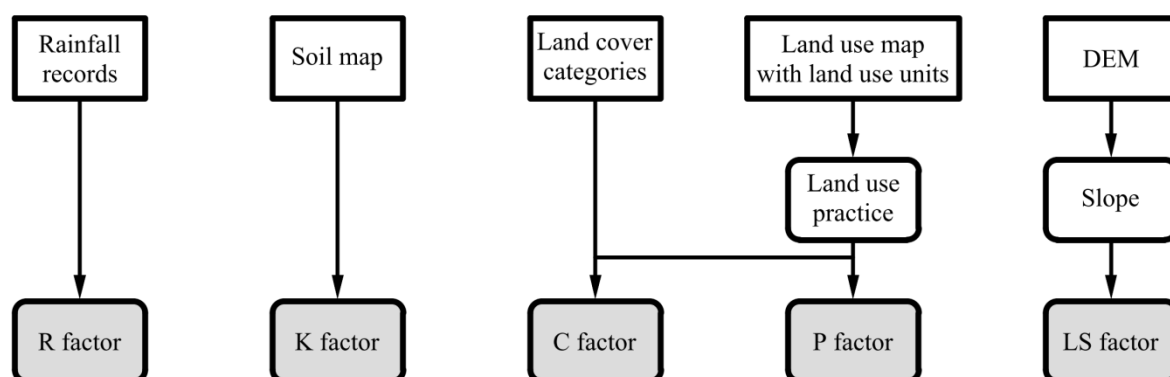 Rainfall
records
Soil map
Land cover
categories
Land use map
with land use units
DEM
Land use
practice
Slope
R factor
K factor
C factor
P factor
LS factor